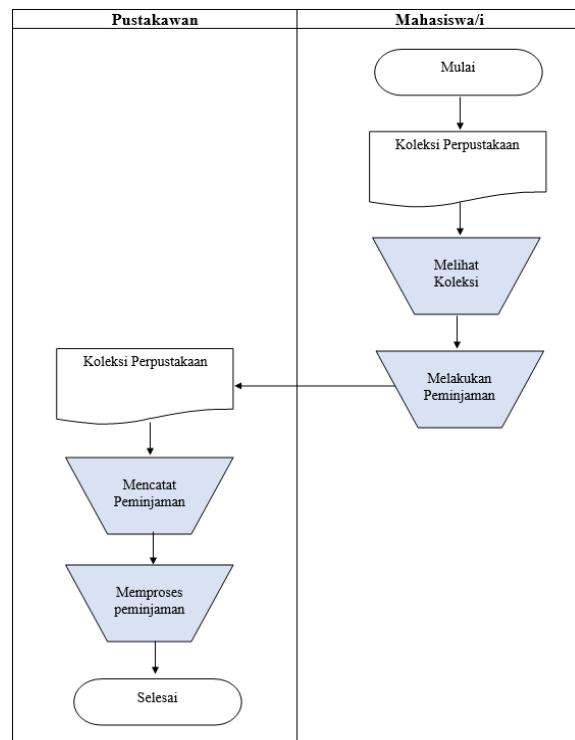 Pustakawan
Mahasiswa/i
Mulai
Koleksi Perpustakaan
Melihat
Koleksi
Melakukan
Peminjaman
Koleksi Perpustakaan
Mencatat
Peminjaman
Memproses
peminjaman
Selesai